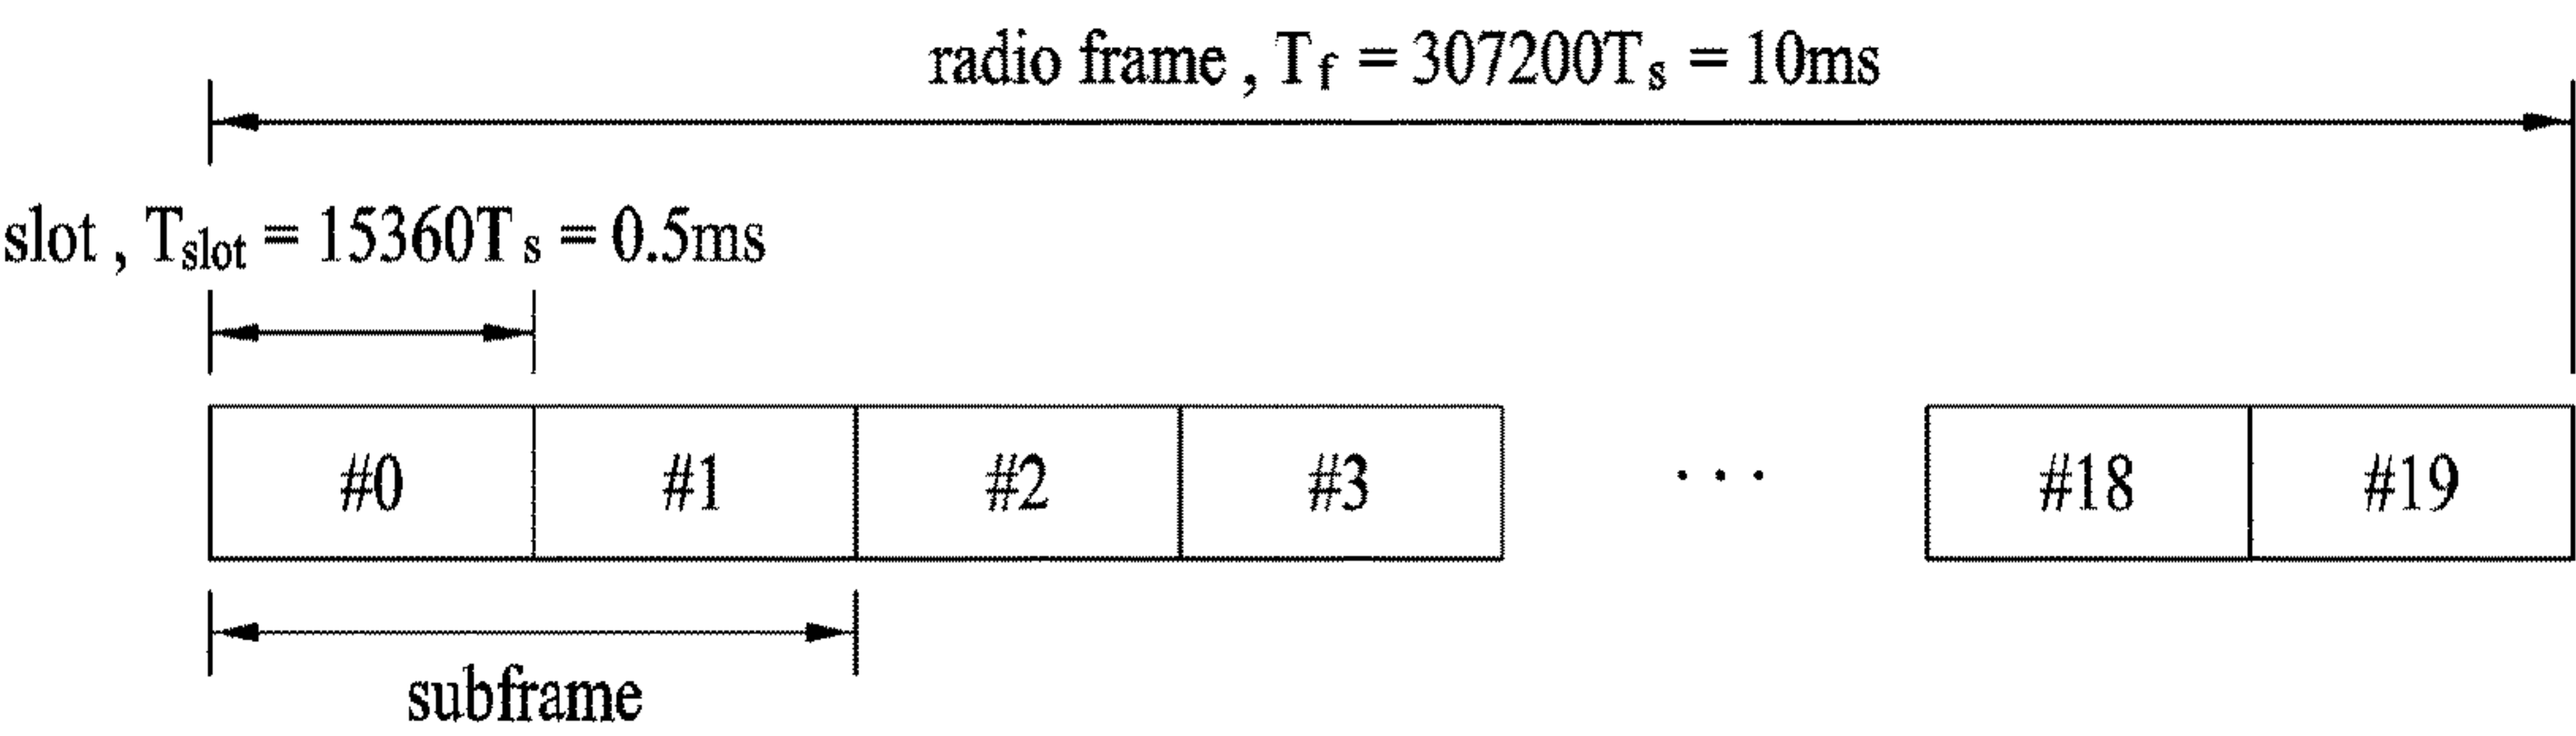 radio frame , Tf = 307200Ts = 10ms
slot , Tslot = 15360Ts = 0.5ms
#0 #1 #2 #3 · · · #18 #19
subframe